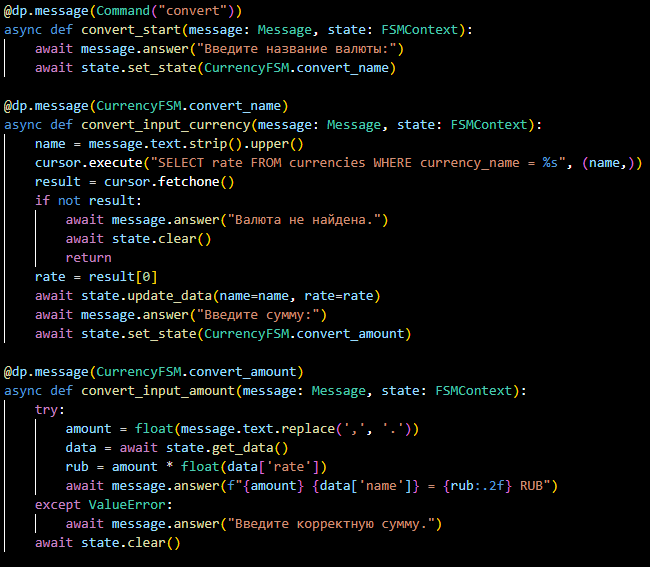 @dp.message(Command("convert"))
async def convert_start(message: Message, state: FSMContext):
    await message.answer("Введите название валюты:")
    await state.set_state(CurrencyFSM.convert_name)

@dp.message(CurrencyFSM.convert_name)
async def convert_input_currency(message: Message, state: FSMContext):
    name = message.text.strip().upper()
    cursor.execute("SELECT rate FROM currencies WHERE currency_name = %s", (name,))
    result = cursor.fetchone()
    if not result:
        await message.answer("Валюта не найдена.")
        await state.clear()
        return
    rate = result[0]
    await state.update_data(name=name, rate=rate)
    await message.answer("Введите сумму:")
    await state.set_state(CurrencyFSM.convert_amount)

@dp.message(CurrencyFSM.convert_amount)
async def convert_input_amount(message: Message, state: FSMContext):
    try:
        amount = float(message.text.replace(',', '.'))
        data = await state.get_data()
        rub = amount * float(data['rate'])
        await message.answer(f"{amount} {data['name']} = {rub:.2f} RUB")
    except ValueError:
        await message.answer("Введите корректную сумму.")
    await state.clear()